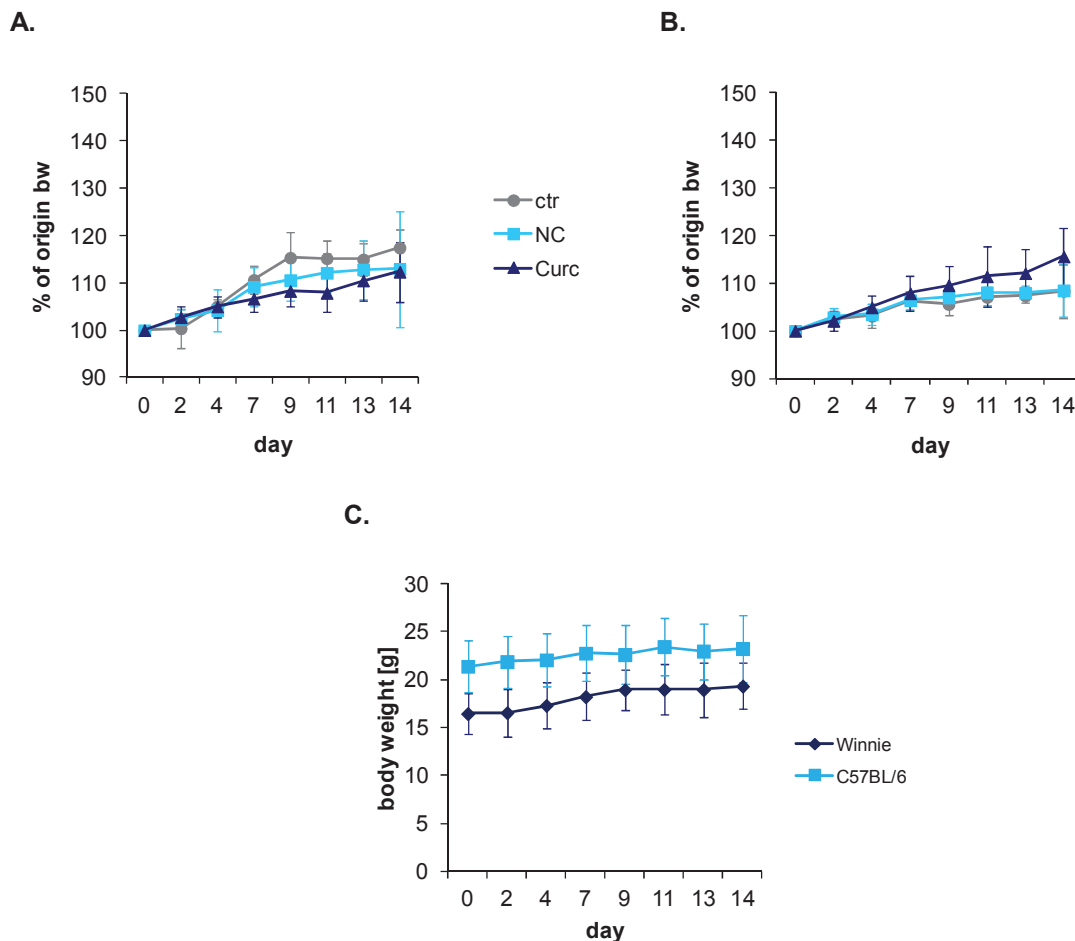 A.
B.
150
140
130
120
110
100
90
% of origin bw
0 2 4 7 9 11 13 14
day
ctr
NC
Curc
150
140
130
120
110
100
90
% of origin bw
0 2 4 7 9 11 13 14
day
C.
30
25
20
15
10
5
0
body weight [g]
0 2 4 7 9 11 13 14
day
Winnie
C57BL/6